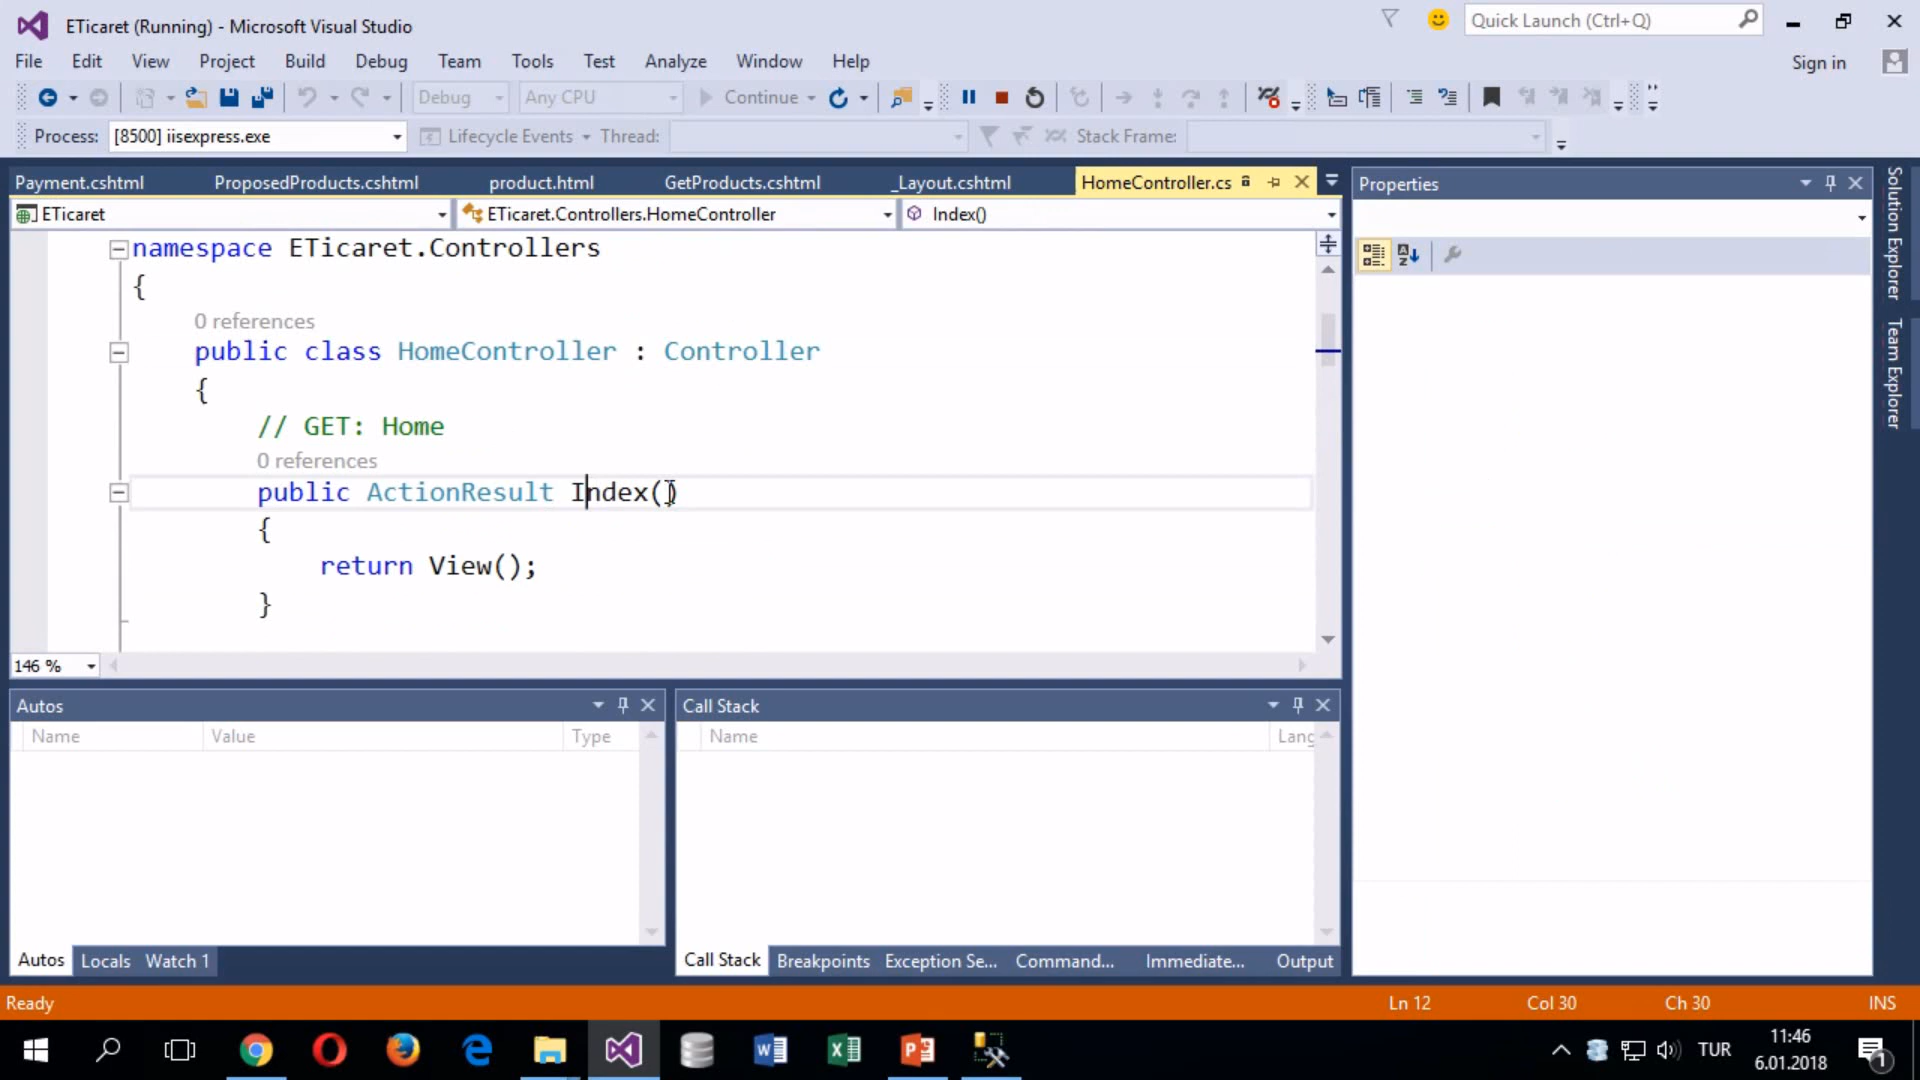 ETicaret (Running) - Microsoft Visual Studio
Quick Launch (Ctrl+Q)
File Edit View Project Build Debug Team Tools Test Analyze Window Help
Sign in
Debug Any CPU Continue
Process: [8500] iisexpress.exe Lifecycle Events Thread: Stack Frame:
Payment.cshtml ProposedProducts.cshtml product.html GetProducts.cshtml _Layout.cshtml HomeController.cs
Properties
ETicaret ETicaret.Controllers.HomeController Index()
Solution Explorer
Team Explorer
namespace ETicaret.Controllers
{
0 references
public class HomeController : Controller
{
// GET: Home
0 references
public ActionResult Index()
{
return View();
}
146 %
Autos
Name Value Type
Call Stack
Name Lang
Autos Locals Watch 1
Call Stack Breakpoints Exception Se... Command... Immediate... Output
Ready Ln 12 Col 30 Ch 30 INS
TUR
11:46
6.01.2018
1